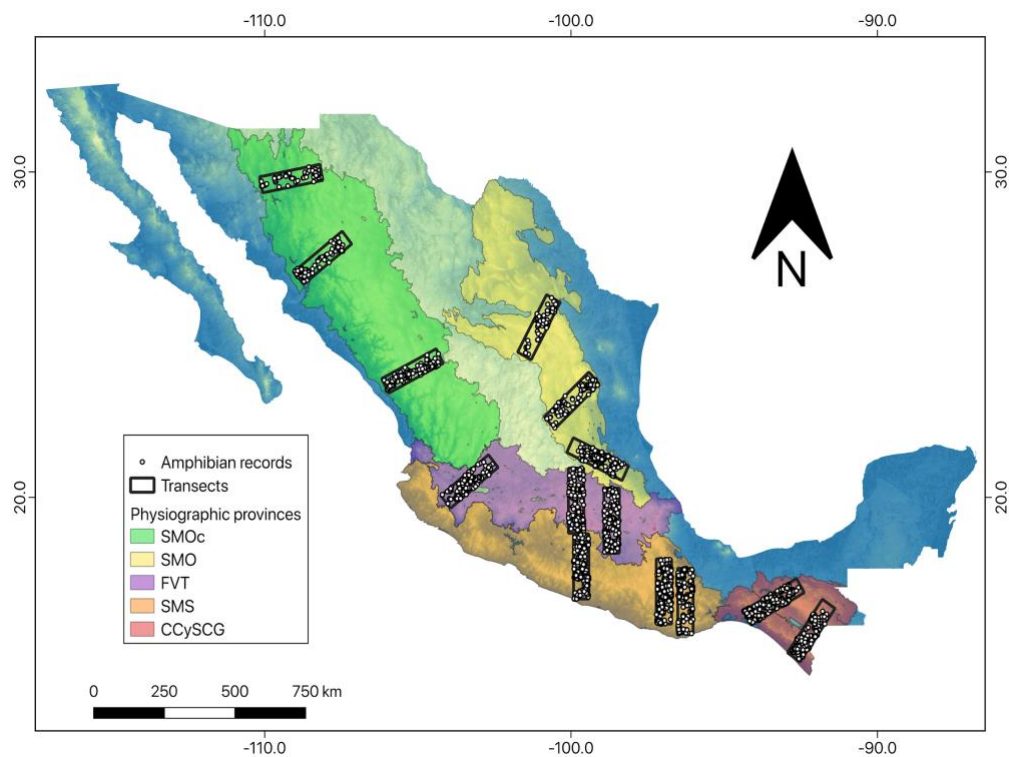 -110.0 -100.0 -90.0
30.0 30.0
N
Amphibian records
Transects
20.0 20.0
Physiographic provinces
SMOc
SMO
FVT
SMS
CCySCG
0 250 500 750 km
-110.0 -100.0 -90.0